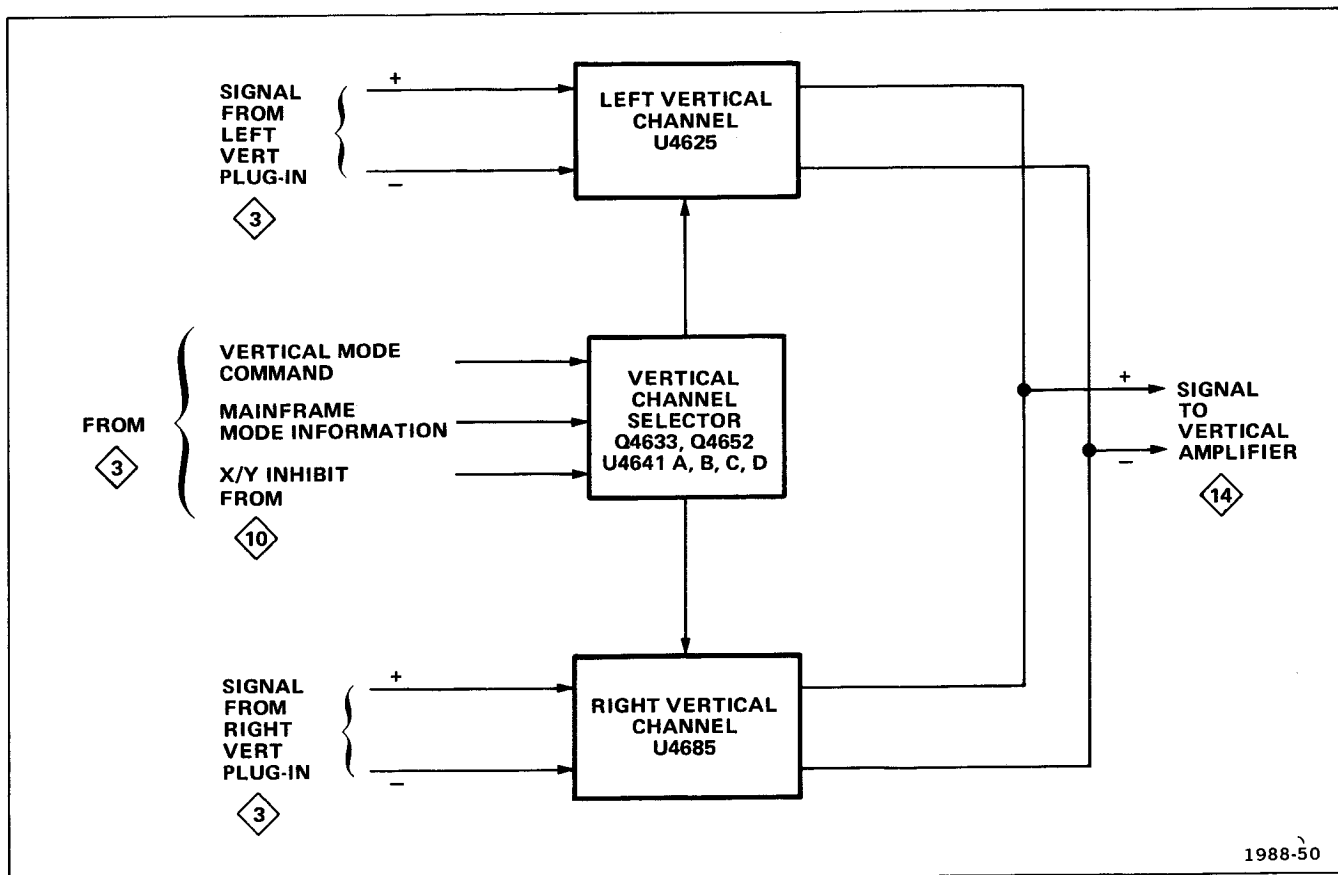 SIGNAL
FROM
LEFT
VERT
PLUG-IN
3
+
−
LEFT VERTICAL
CHANNEL
U4625
FROM
3
VERTICAL MODE
COMMAND
MAINFRAME
MODE INFORMATION
X/Y INHIBIT
FROM
10
VERTICAL
CHANNEL
SELECTOR
Q4633, Q4652
U4641 A, B, C, D
+
−
SIGNAL
TO
VERTICAL
AMPLIFIER
14
SIGNAL
FROM
RIGHT
VERT
PLUG-IN
3
+
−
RIGHT VERTICAL
CHANNEL
U4685
1988-50